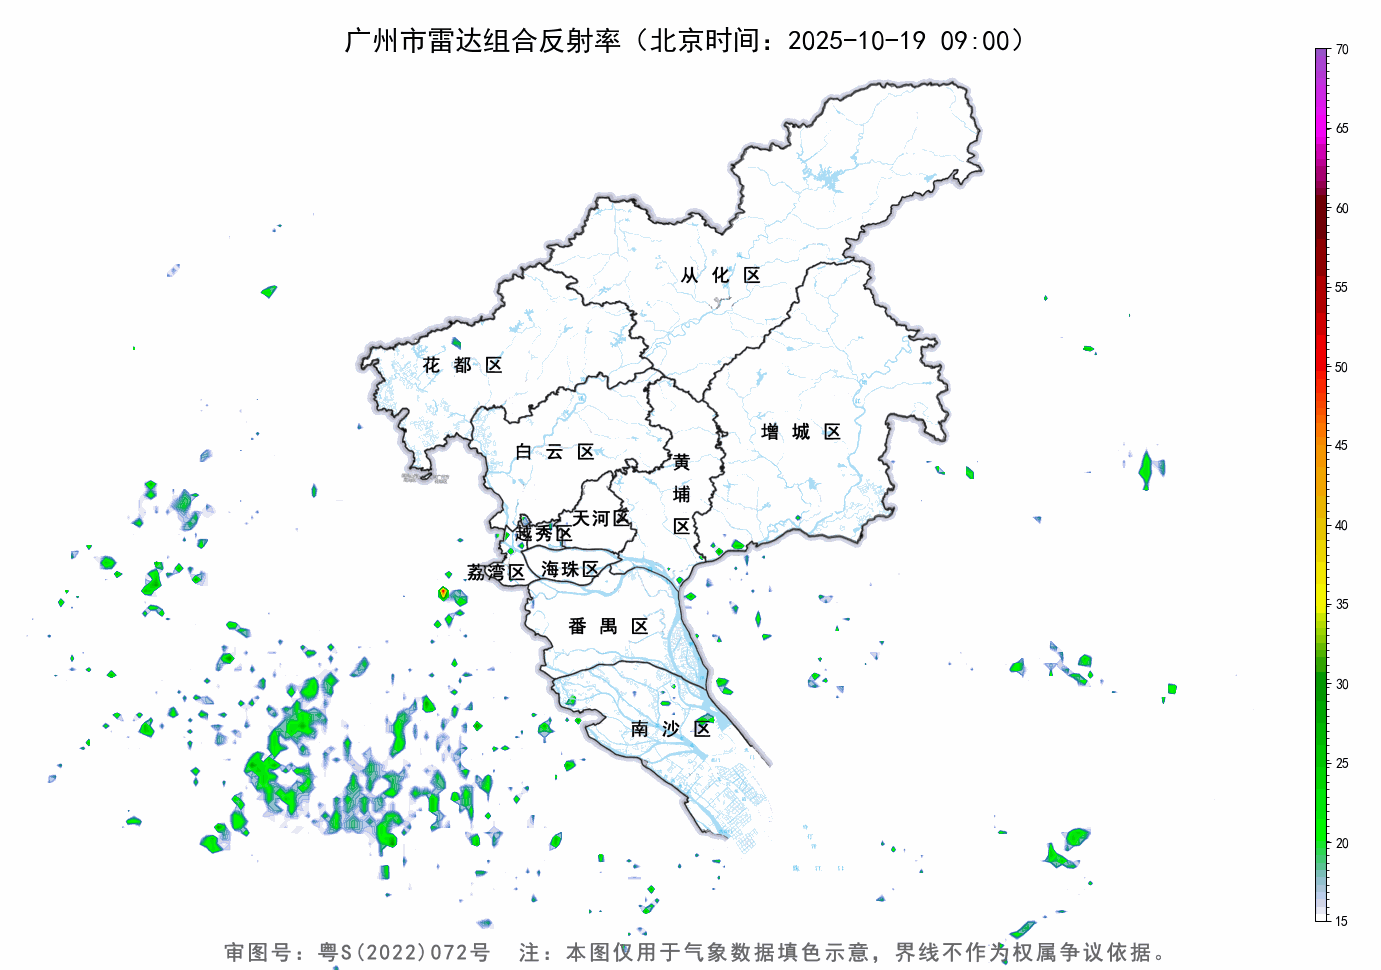 广州市雷达组合反射率（北京时间：2025-10-19 09:00）
70
65
60
55
50
45
40
35
30
25
20
15
从化区
花都区
增城区
白云区
黄埔区
天河区
越秀区
荔湾区
海珠区
番禺区
南沙区
审图号：粤S(2022)072号 注：本图仅用于气象数据填色示意，界线不作为权属争议依据。